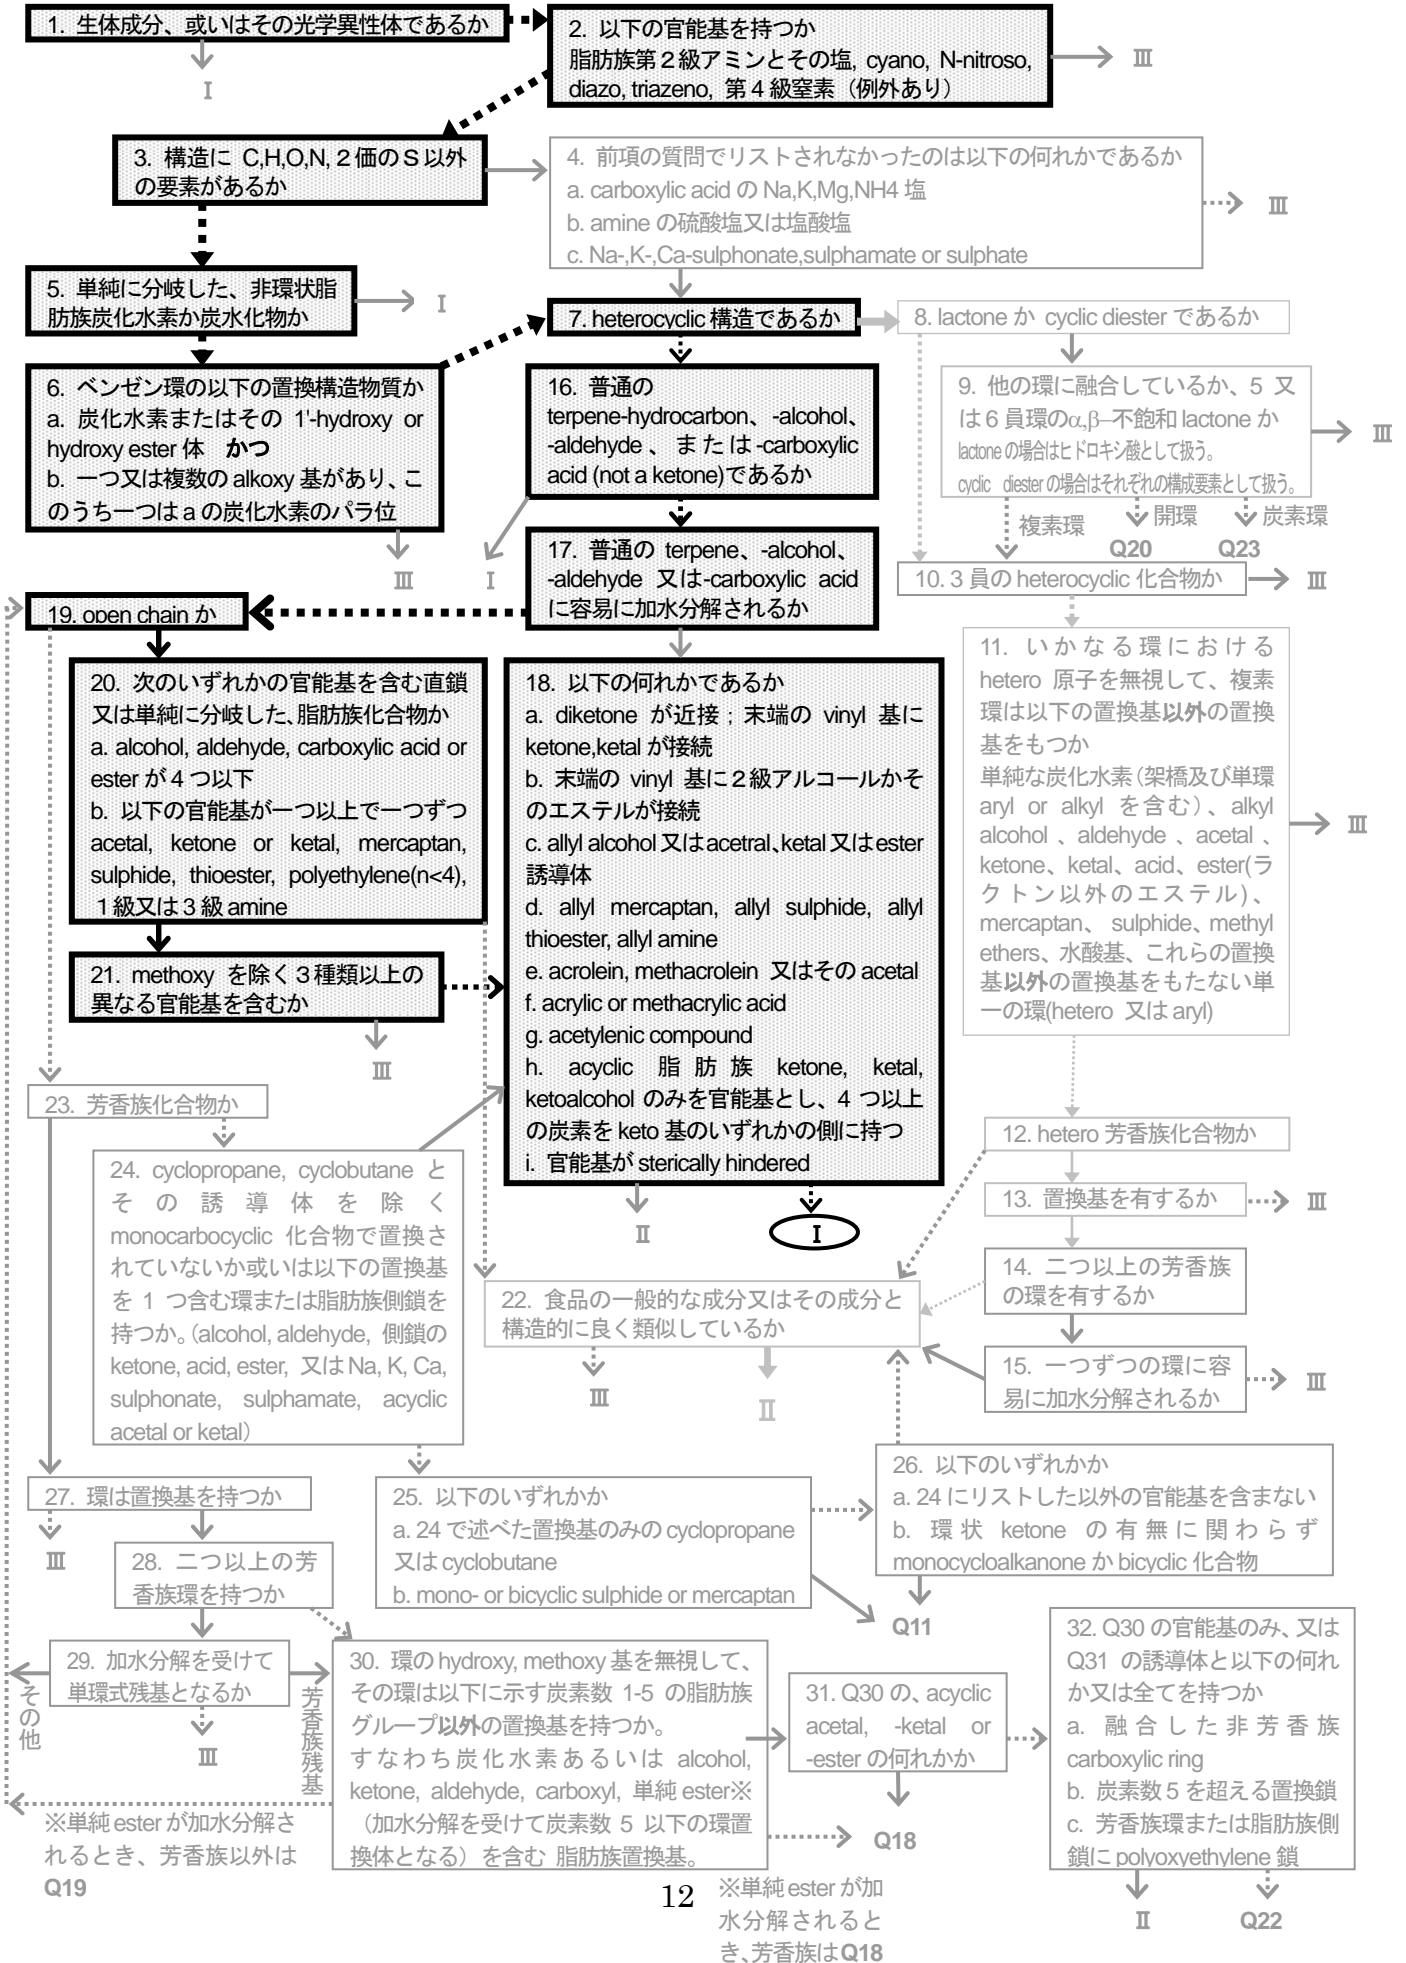 1. 生体成分、或いはその光学異性体であるか
I
2. 以下の官能基を持つか
脂肪族第２級アミンとその塩, cyano, N-nitroso,
diazo, triazeno, 第４級窒素（例外あり）
III
3. 構造に C,H,O,N,２価のＳ以外
の要素があるか
4. 前項の質問でリストされなかったのは以下の何れかであるか
a. carboxylic acid の Na,K,Mg,NH4 塩
b. amine の硫酸塩又は塩酸塩
c. Na-,K-,Ca-sulphonate,sulphamate or sulphate
III
5. 単純に分岐した、非環状脂
肪族炭化水素か炭水化物か
I
6. ベンゼン環の以下の置換構造物質か
a. 炭化水素またはその 1'-hydroxy or
hydroxy ester 体 かつ
b. 一つ又は複数の alkoxy 基があり、こ
のうち一つは a の炭化水素のパラ位
III
7. heterocyclic 構造であるか
8. lactone か cyclic diester であるか
9. 他の環に融合しているか、5 又
は 6 員環のα,β–不飽和 lactone か
lactone の場合はヒドロキシ酸として扱う。
cyclic diester の場合はそれぞれの構成要素として扱う。
III
複素環
開環
炭素環
Q20
Q23
10. 3 員の heterocyclic 化合物か
III
16. 普通の
terpene-hydrocarbon、-alcohol、
-aldehyde 、または-carboxylic
acid (not a ketone)であるか
I
17. 普通の terpene、-alcohol、
-aldehyde 又は-carboxylic acid
に容易に加水分解されるか
19. open chain か
20. 次のいずれかの官能基を含む直鎖
又は単純に分岐した、脂肪族化合物か
a. alcohol, aldehyde, carboxylic acid or
ester が 4 つ以下
b. 以下の官能基が一つ以上で一つずつ
acetal, ketone or ketal, mercaptan,
sulphide, thioester, polyethylene(n<4),
１級又は３級 amine
21. methoxy を除く３種類以上の
異なる官能基を含むか
III
18. 以下の何れかであるか
a. diketone が近接；末端の vinyl 基に
ketone,ketal が接続
b. 末端の vinyl 基に２級アルコールかそ
のエステルが接続
c. allyl alcohol 又は acetral、ketal 又は ester
誘導体
d. allyl mercaptan, allyl sulphide, allyl
thioester, allyl amine
e. acrolein, methacrolein 又はその acetal
f. acrylic or methacrylic acid
g. acetylenic compound
h. acyclic 脂肪族 ketone, ketal,
ketoalcohol のみを官能基とし、4 つ以上
の炭素を keto 基のいずれかの側に持つ
i. 官能基が sterically hindered
II
I
11. いかなる環における
hetero 原子を無視して、複素
環は以下の置換基以外の置換
基をもつか
単純な炭化水素（架橋及び単環
aryl or alkyl を含む）、alkyl
alcohol 、aldehyde 、acetal 、
ketone、ketal、acid、ester(ラ
クトン以外のエステル)、
mercaptan、 sulphide、methyl
ethers、水酸基、これらの置換
基以外の置換基をもたない単
一の環(hetero 又は aryl)
III
12. hetero 芳香族化合物か
13. 置換基を有するか
III
14. 二つ以上の芳香族
の環を有するか
15. 一つずつの環に容
易に加水分解されるか
III
22. 食品の一般的な成分又はその成分と
構造的に良く類似しているか
III
II
23. 芳香族化合物か
24. cyclopropane, cyclobutane と
その誘導体を除く
monocarbocyclic 化合物で置換さ
れていないか或いは以下の置換基
を 1 つ含む環または脂肪族側鎖を
持つか。（alcohol, aldehyde, 側鎖の
ketone, acid, ester, 又は Na, K, Ca,
sulphonate, sulphamate, acyclic
acetal or ketal）
25. 以下のいずれかか
a. 24 で述べた置換基のみの cyclopropane
又は cyclobutane
b. mono- or bicyclic sulphide or mercaptan
26. 以下のいずれかか
a. 24 にリストした以外の官能基を含まない
b. 環状 ketone の有無に関わらず
monocycloalkanone か bicyclic 化合物
Q11
27. 環は置換基を持つか
III
28. 二つ以上の芳
香族環を持つか
29. 加水分解を受けて
単環式残基となるか
その他
芳香族残基
III
30. 環の hydroxy, methoxy 基を無視して、
その環は以下に示す炭素数 1-5 の脂肪族
グループ以外の置換基を持つか。
すなわち炭化水素あるいは alcohol,
ketone, aldehyde, carboxyl, 単純 ester※
（加水分解を受けて炭素数 5 以下の環置
換体となる）を含む 脂肪族置換基。
31. Q30 の、acyclic
acetal, -ketal or
-ester の何れかか
Q18
32. Q30 の官能基のみ、又は
Q31 の誘導体と以下の何れ
か又は全てを持つか
a. 融合した非芳香族
carboxylic ring
b. 炭素数 5 を超える置換鎖
c. 芳香族環または脂肪族側
鎖に polyoxyethylene 鎖
II
Q22
※単純 ester が加水分解さ
れるとき、芳香族以外は
Q19
※単純 ester が加
水分解されると
き、芳香族は Q18
12